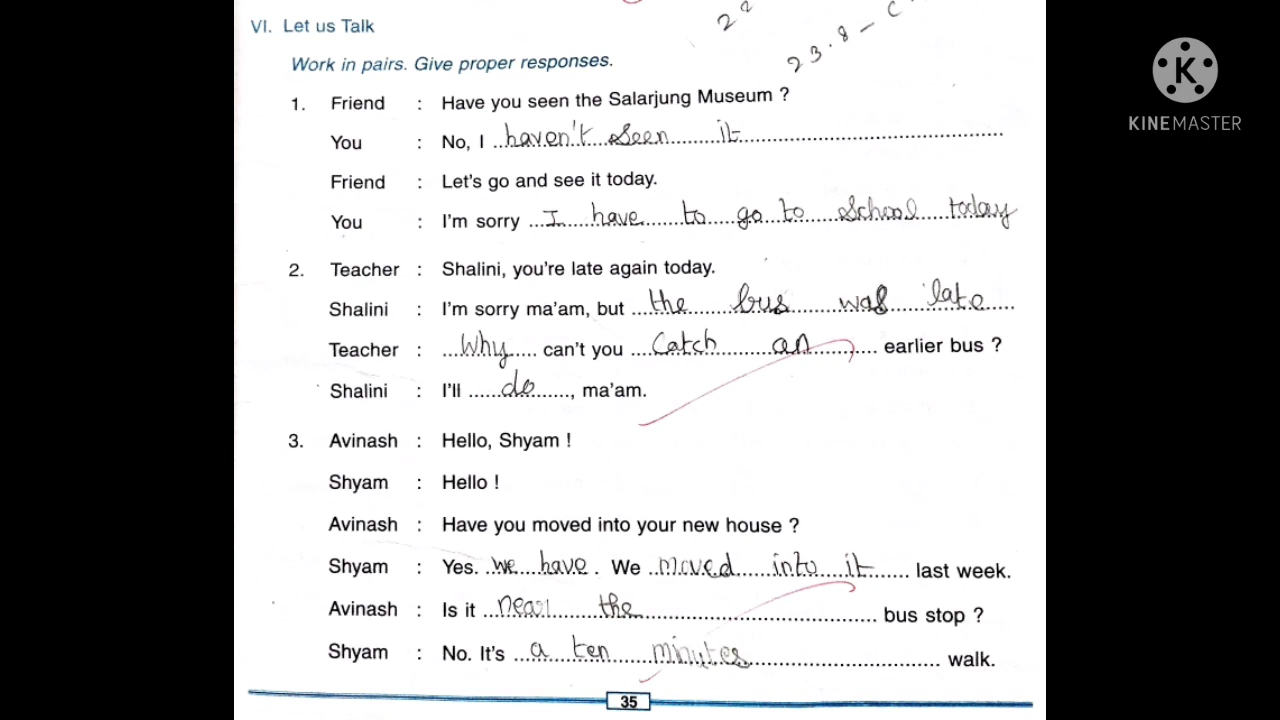 22
23.8 - C
VI. Let us Talk
Work in pairs. Give proper responses.
1. Friend : Have you seen the Salarjung Museum ?
You : No, I haven't seen it
Friend : Let's go and see it today.
You : I'm sorry I have to go to school today
2. Teacher : Shalini, you're late again today.
Shalini : I'm sorry ma'am, but the bus was late
Teacher : Why can't you catch an earlier bus ?
Shalini : I'll do, ma'am.
3. Avinash : Hello, Shyam !
Shyam : Hello !
Avinash : Have you moved into your new house ?
Shyam : Yes. we have. We moved into it last week.
Avinash : Is it near the bus stop ?
Shyam : No. It's a ten minutes walk.
35
K
KINEMASTER